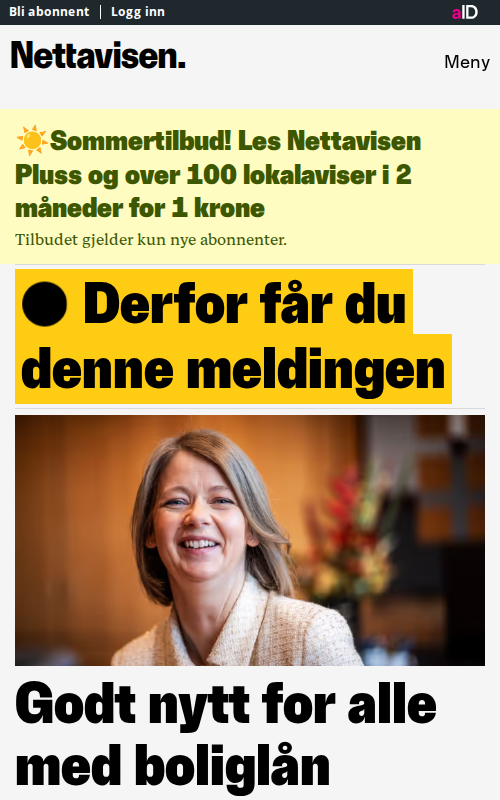 Bli abonnent | Logg inn
aID
Nettavisen.
Meny
☀️Sommertilbud! Les Nettavisen
Pluss og over 100 lokalaviser i 2
måneder for 1 krone
Tilbudet gjelder kun nye abonnenter.
⚫ Derfor får du
denne meldingen
Godt nytt for alle
med boliglån